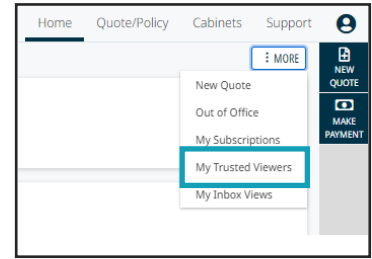 Home Quote/Policy Cabinets Support
⋮ MORE
NEW
QUOTE
MAKE
PAYMENT
New Quote
Out of Office
My Subscriptions
My Trusted Viewers
My Inbox Views